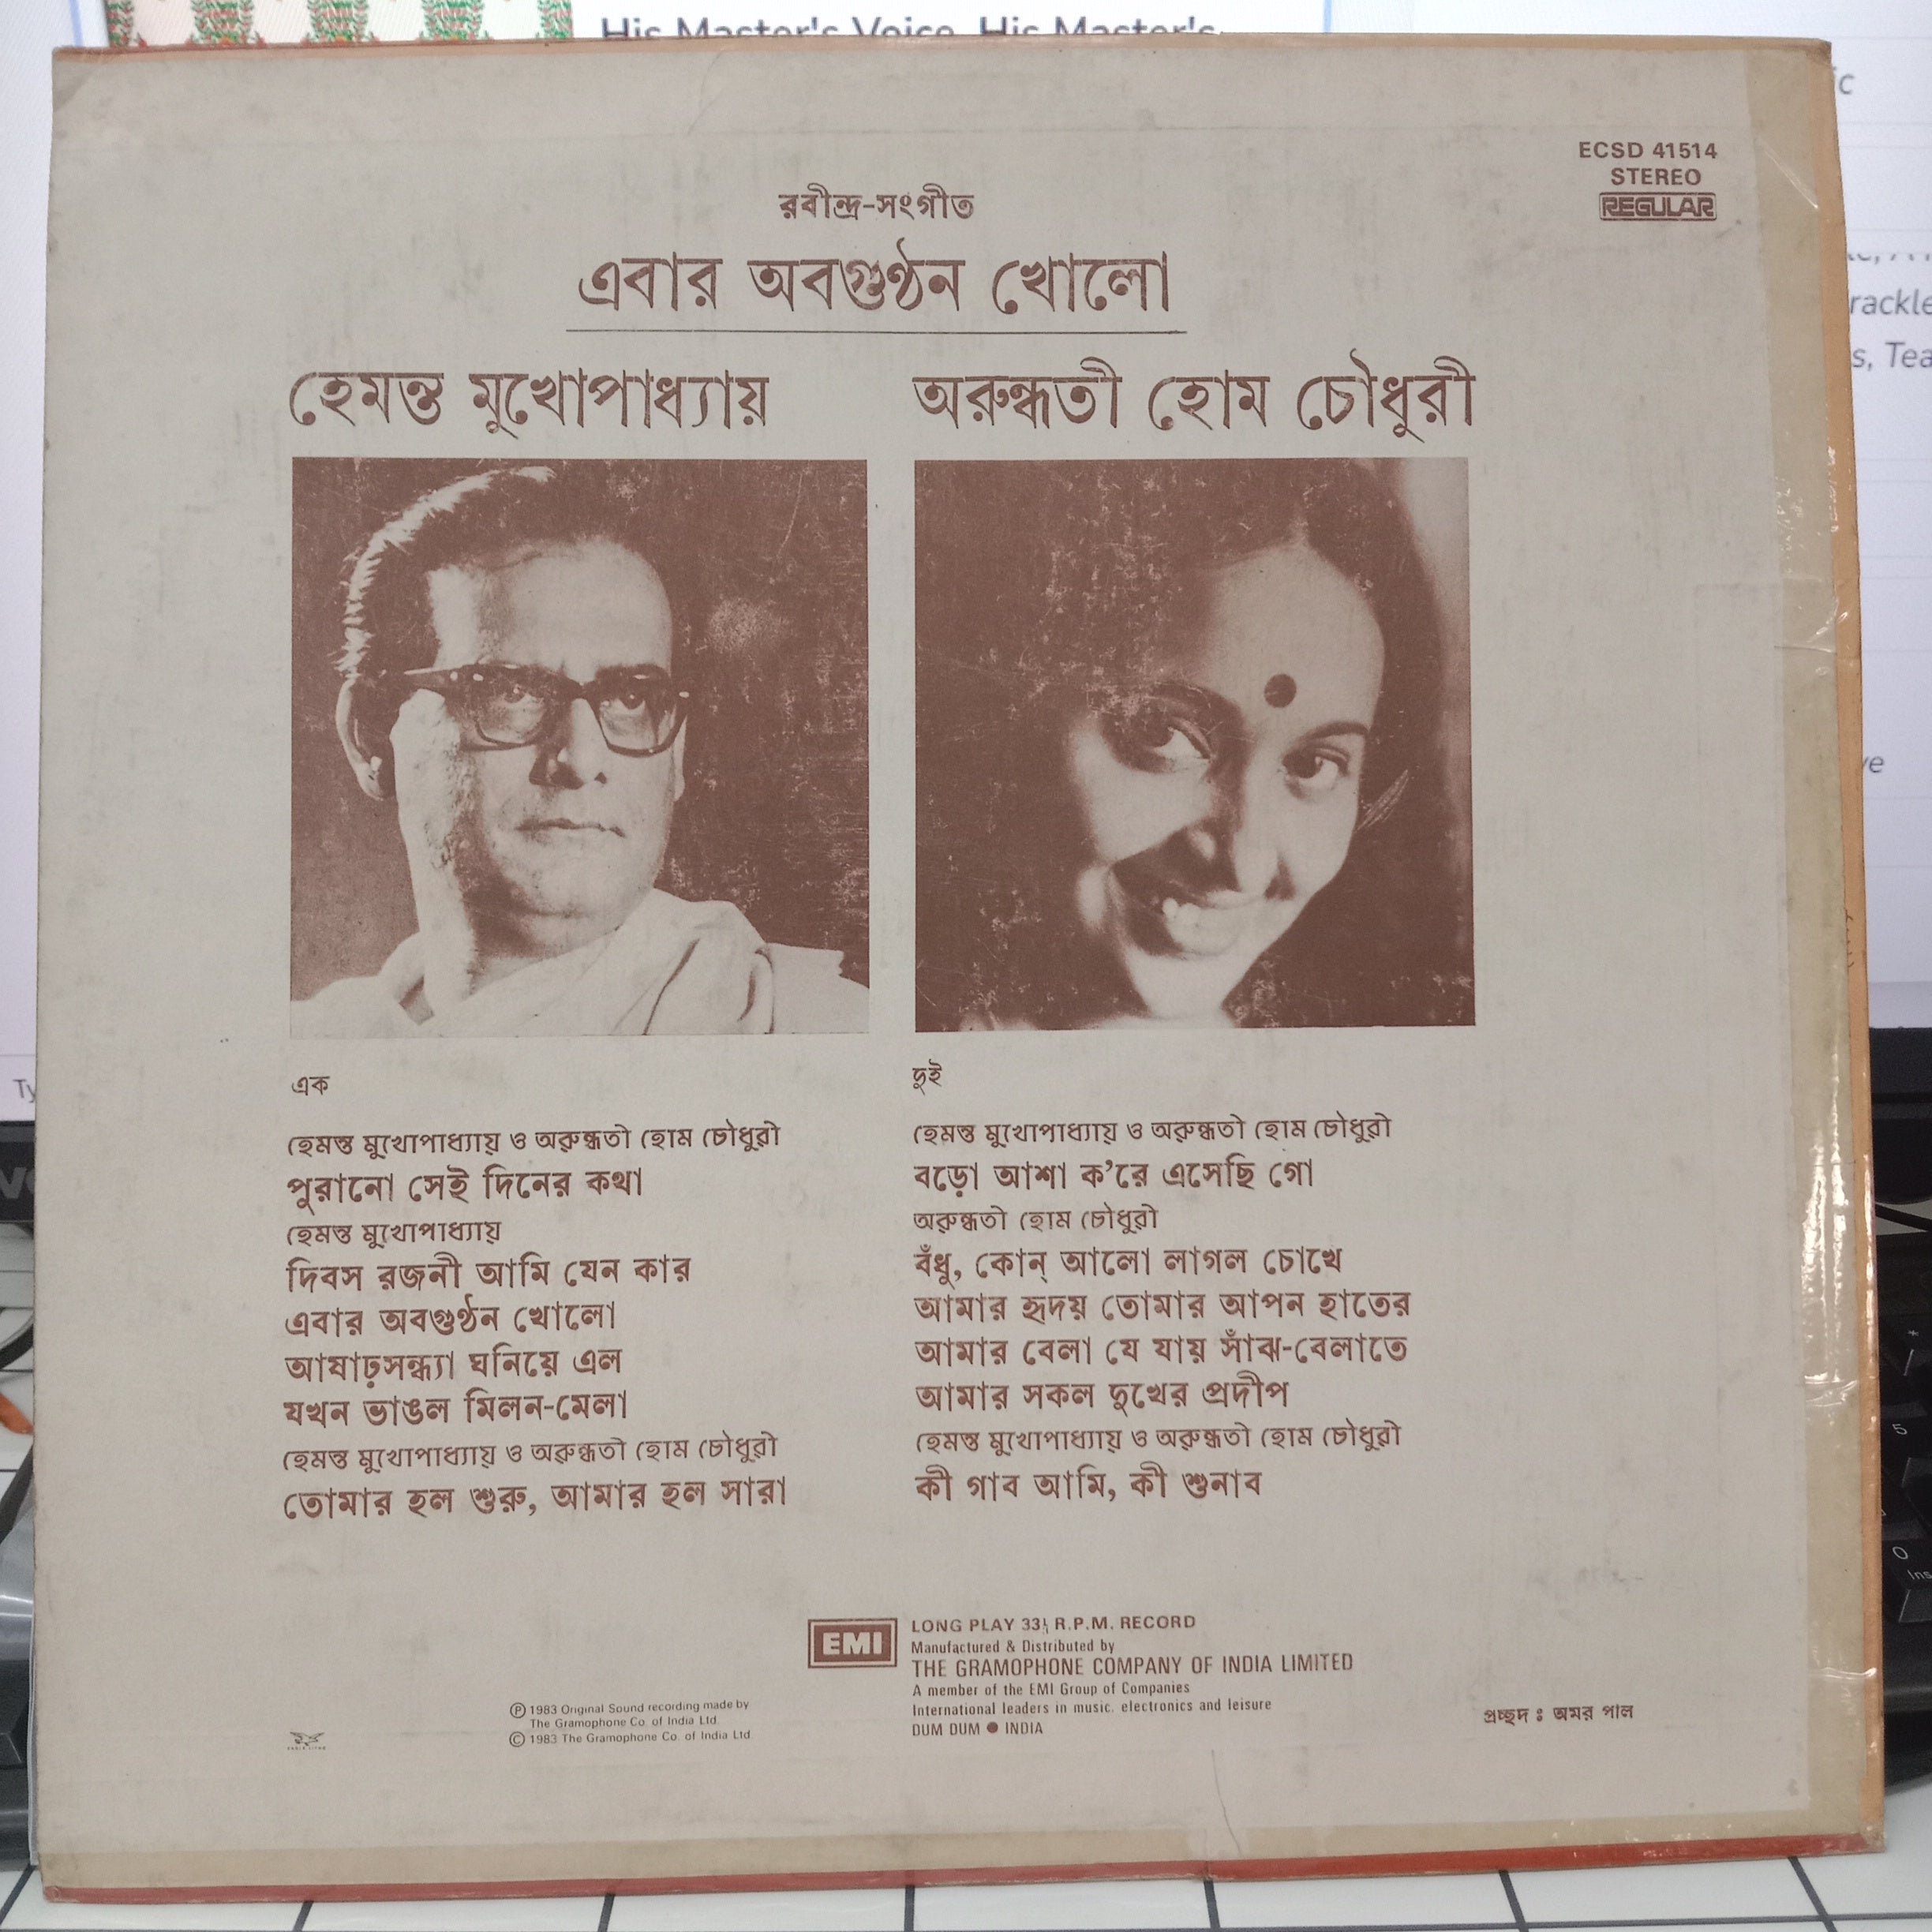 His Master's Voice, His Master's
ECSD 41514
STEREO
REGULAR
রবীন্দ্র-সংগীত
এবার অবগুণ্ঠন খোলো
হেমন্ত মুখোপাধ্যায়
অরুন্ধতী হোম চৌধুরী
এক
হেমন্ত মুখোপাধ্যায় ও অরুন্ধতী হোম চৌধুরী
পুরানো সেই দিনের কথা
হেমন্ত মুখোপাধ্যায়
দিবস রজনী আমি যেন কার
এবার অবগুণ্ঠন খোলো
আষাঢ়সন্ধ্যা ঘনিয়ে এল
যখন ভাঙল মিলন-মেলা
হেমন্ত মুখোপাধ্যায় ও অরুন্ধতী হোম চৌধুরী
তোমার হল শুরু, আমার হল সারা
দুই
হেমন্ত মুখোপাধ্যায় ও অরুন্ধতী হোম চৌধুরী
বড়ো আশা ক'রে এসেছি গো
অরুন্ধতী হোম চৌধুরী
বঁধু, কোন্ আলো লাগল চোখে
আমার হৃদয় তোমার আপন হাতের
আমার বেলা যে যায় সাঁঝ-বেলাতে
আমার সকল দুখের প্রদীপ
হেমন্ত মুখোপাধ্যায় ও অরুন্ধতী হোম চৌধুরী
কী গাব আমি, কী শুনাব
EMI
LONG PLAY 33⅓ R.P.M. RECORD
Manufactured & Distributed by
THE GRAMOPHONE COMPANY OF INDIA LIMITED
A member of the EMI Group of Companies
International leaders in music, electronics and leisure
DUM DUM ● INDIA
Ⓟ 1983 Original Sound recording made by
The Gramophone Co. of India Ltd.
© 1983 The Gramophone Co. of India Ltd.
প্রচ্ছদ : অমর পাল